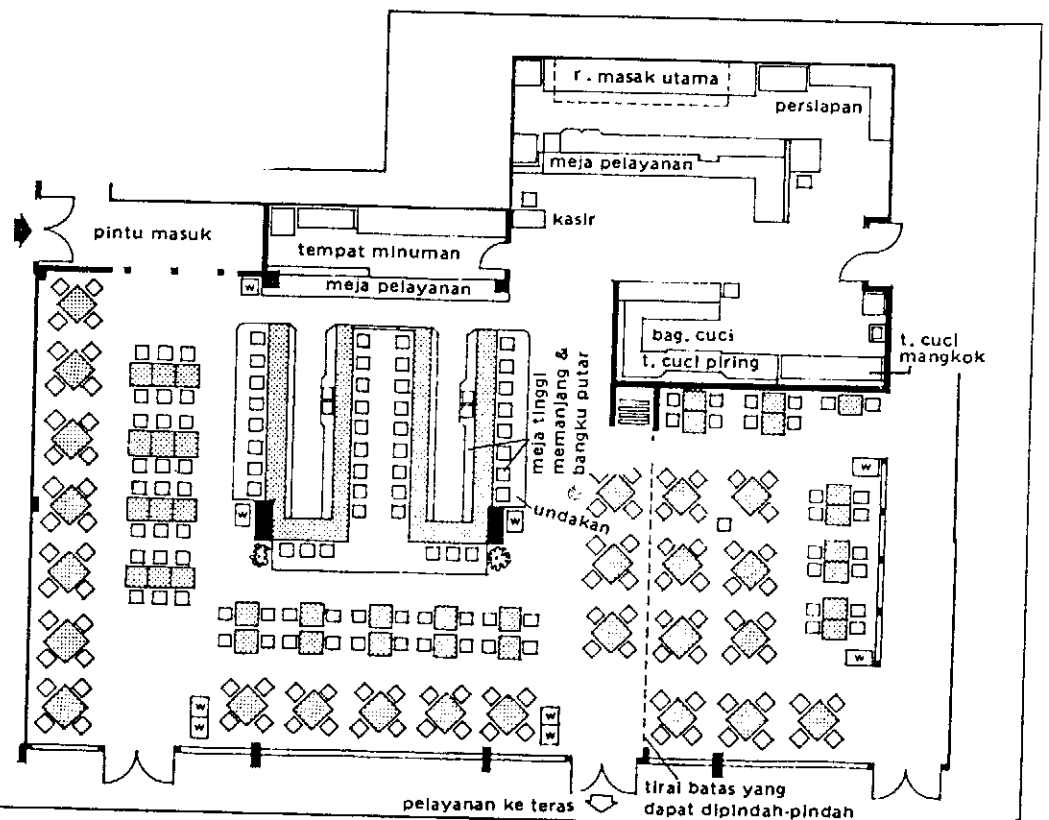 r. masak utama
persiapan
meja pelayanan
kasir
pintu masuk
tempat minuman
meja pelayanan
w
bag. cuci
t. cuci piring
t. cuci
mangkok
meja tinggi
memanjang &
bangku putar
undakan
w
w
w
w
w
w
w
w
pelayanan ke teras
tirai batas yang
dapat dipindah-pindah